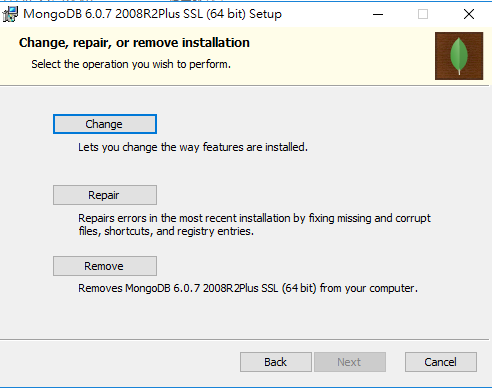 MongoDB 6.0.7 2008R2Plus SSL (64 bit) Setup
Change, repair, or remove installation
Select the operation you wish to perform.
Change
Lets you change the way features are installed.
Repair
Repairs errors in the most recent installation by fixing missing and corrupt
files, shortcuts, and registry entries.
Remove
Removes MongoDB 6.0.7 2008R2Plus SSL (64 bit) from your computer.
Back
Next
Cancel